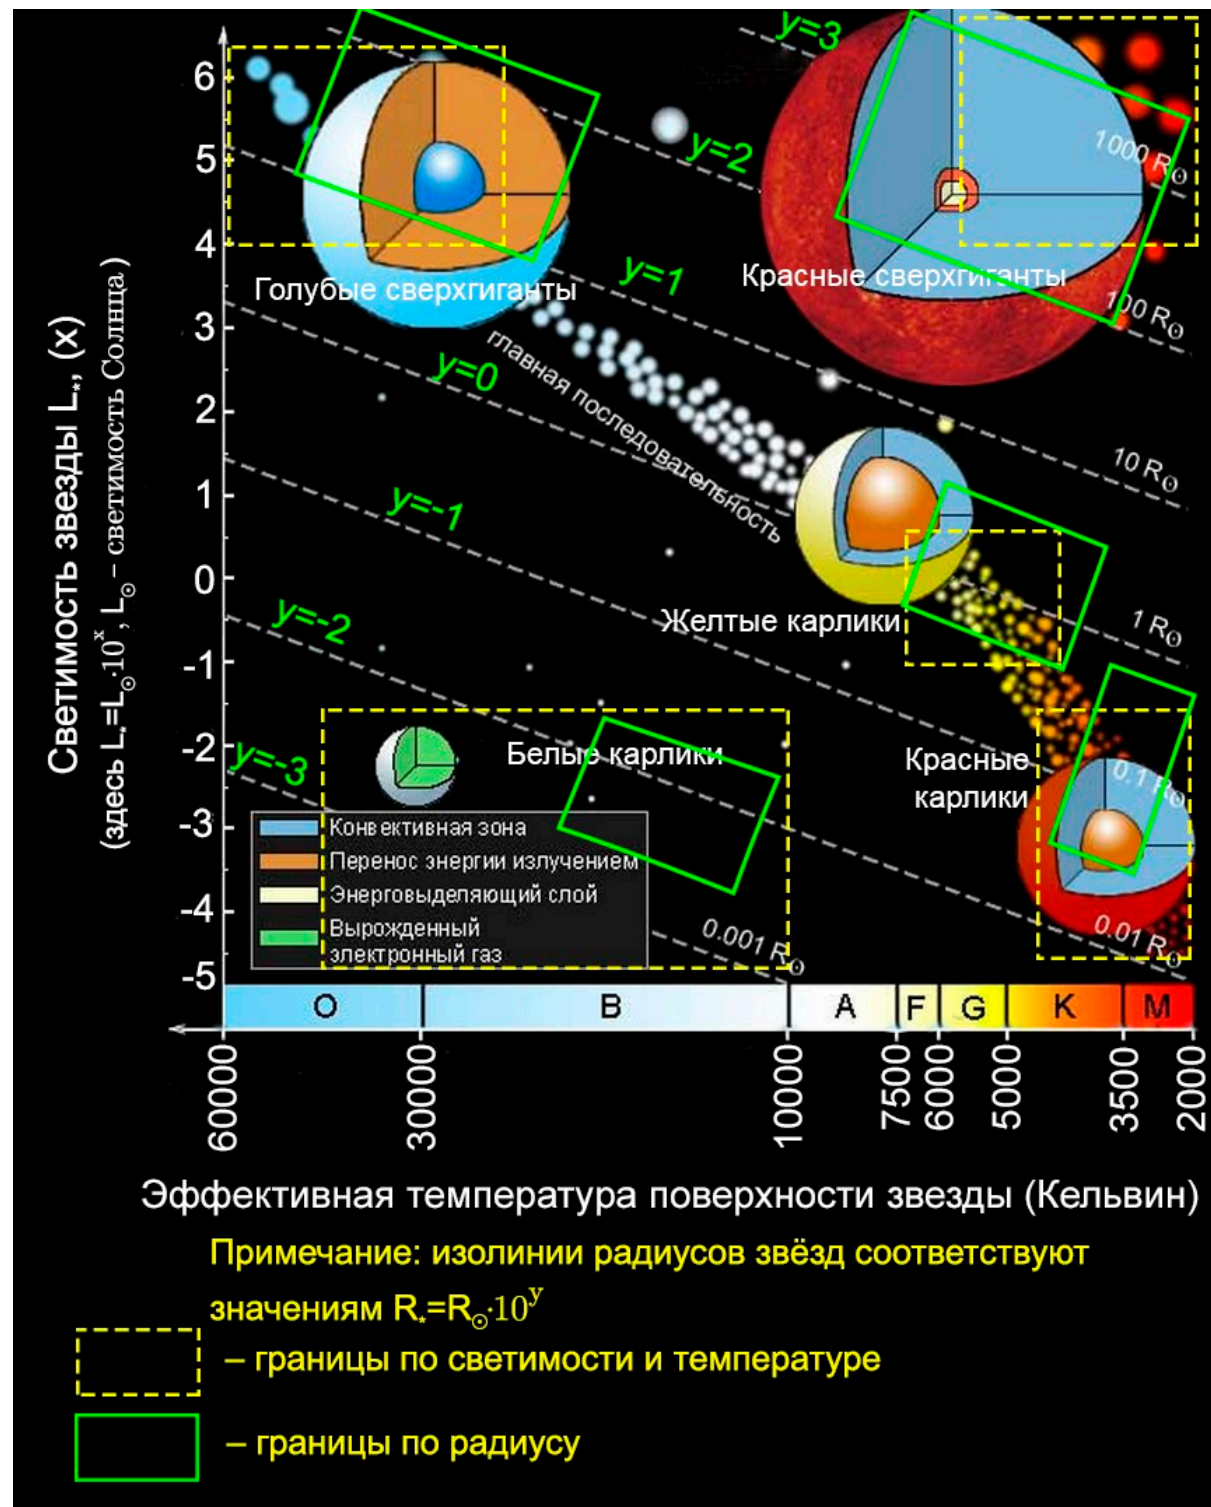 y=3
6
y=2
1000 R⊙
5
4
y=1
Голубые сверхгиганты
Красные сверхгиганты
100 R⊙
3
главная последовательность
y=0
2
10 R⊙
1
y=-1
0
Желтые карлики
1 R⊙
y=-2
-1
-2
Белые карлики
Красные
карлики
0.1 R⊙
y=-3
-3
Конвективная зона
Перенос энергии излучением
Энерговыделяющий слой
Вырожденный
электронный газ
-4
0.001 R⊙
0.01 R⊙
-5
Светимость звезды L*, (x)
(здесь L*=L⊙·10^x, L⊙ – светимость Солнца)
O B A F G K M
60000 30000 10000 7500 6000 5000 3500 2000
Эффективная температура поверхности звезды (Кельвин)
Примечание: изолинии радиусов звёзд соответствуют
значениям R*=R⊙·10^y
– границы по светимости и температуре
– границы по радиусу